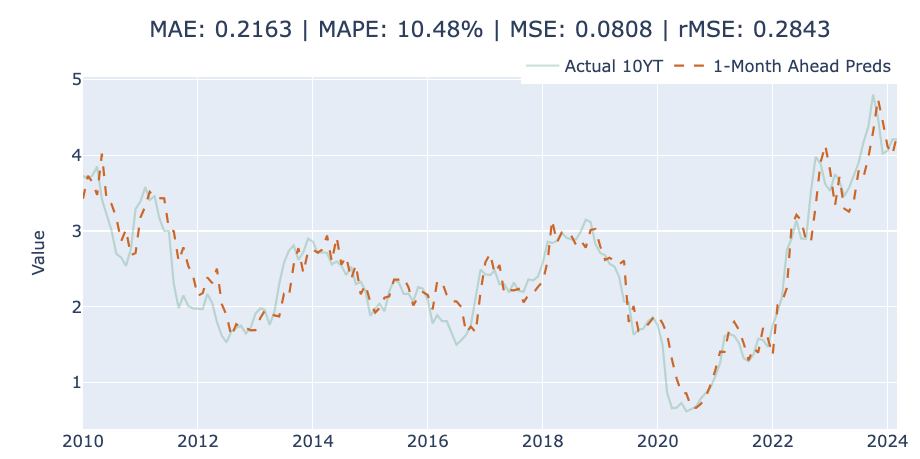 MAE: 0.2163 | MAPE: 10.48% | MSE: 0.0808 | rMSE: 0.2843
Actual 10YT 1-Month Ahead Preds
5
4
3
2
1
Value
2010 2012 2014 2016 2018 2020 2022 2024